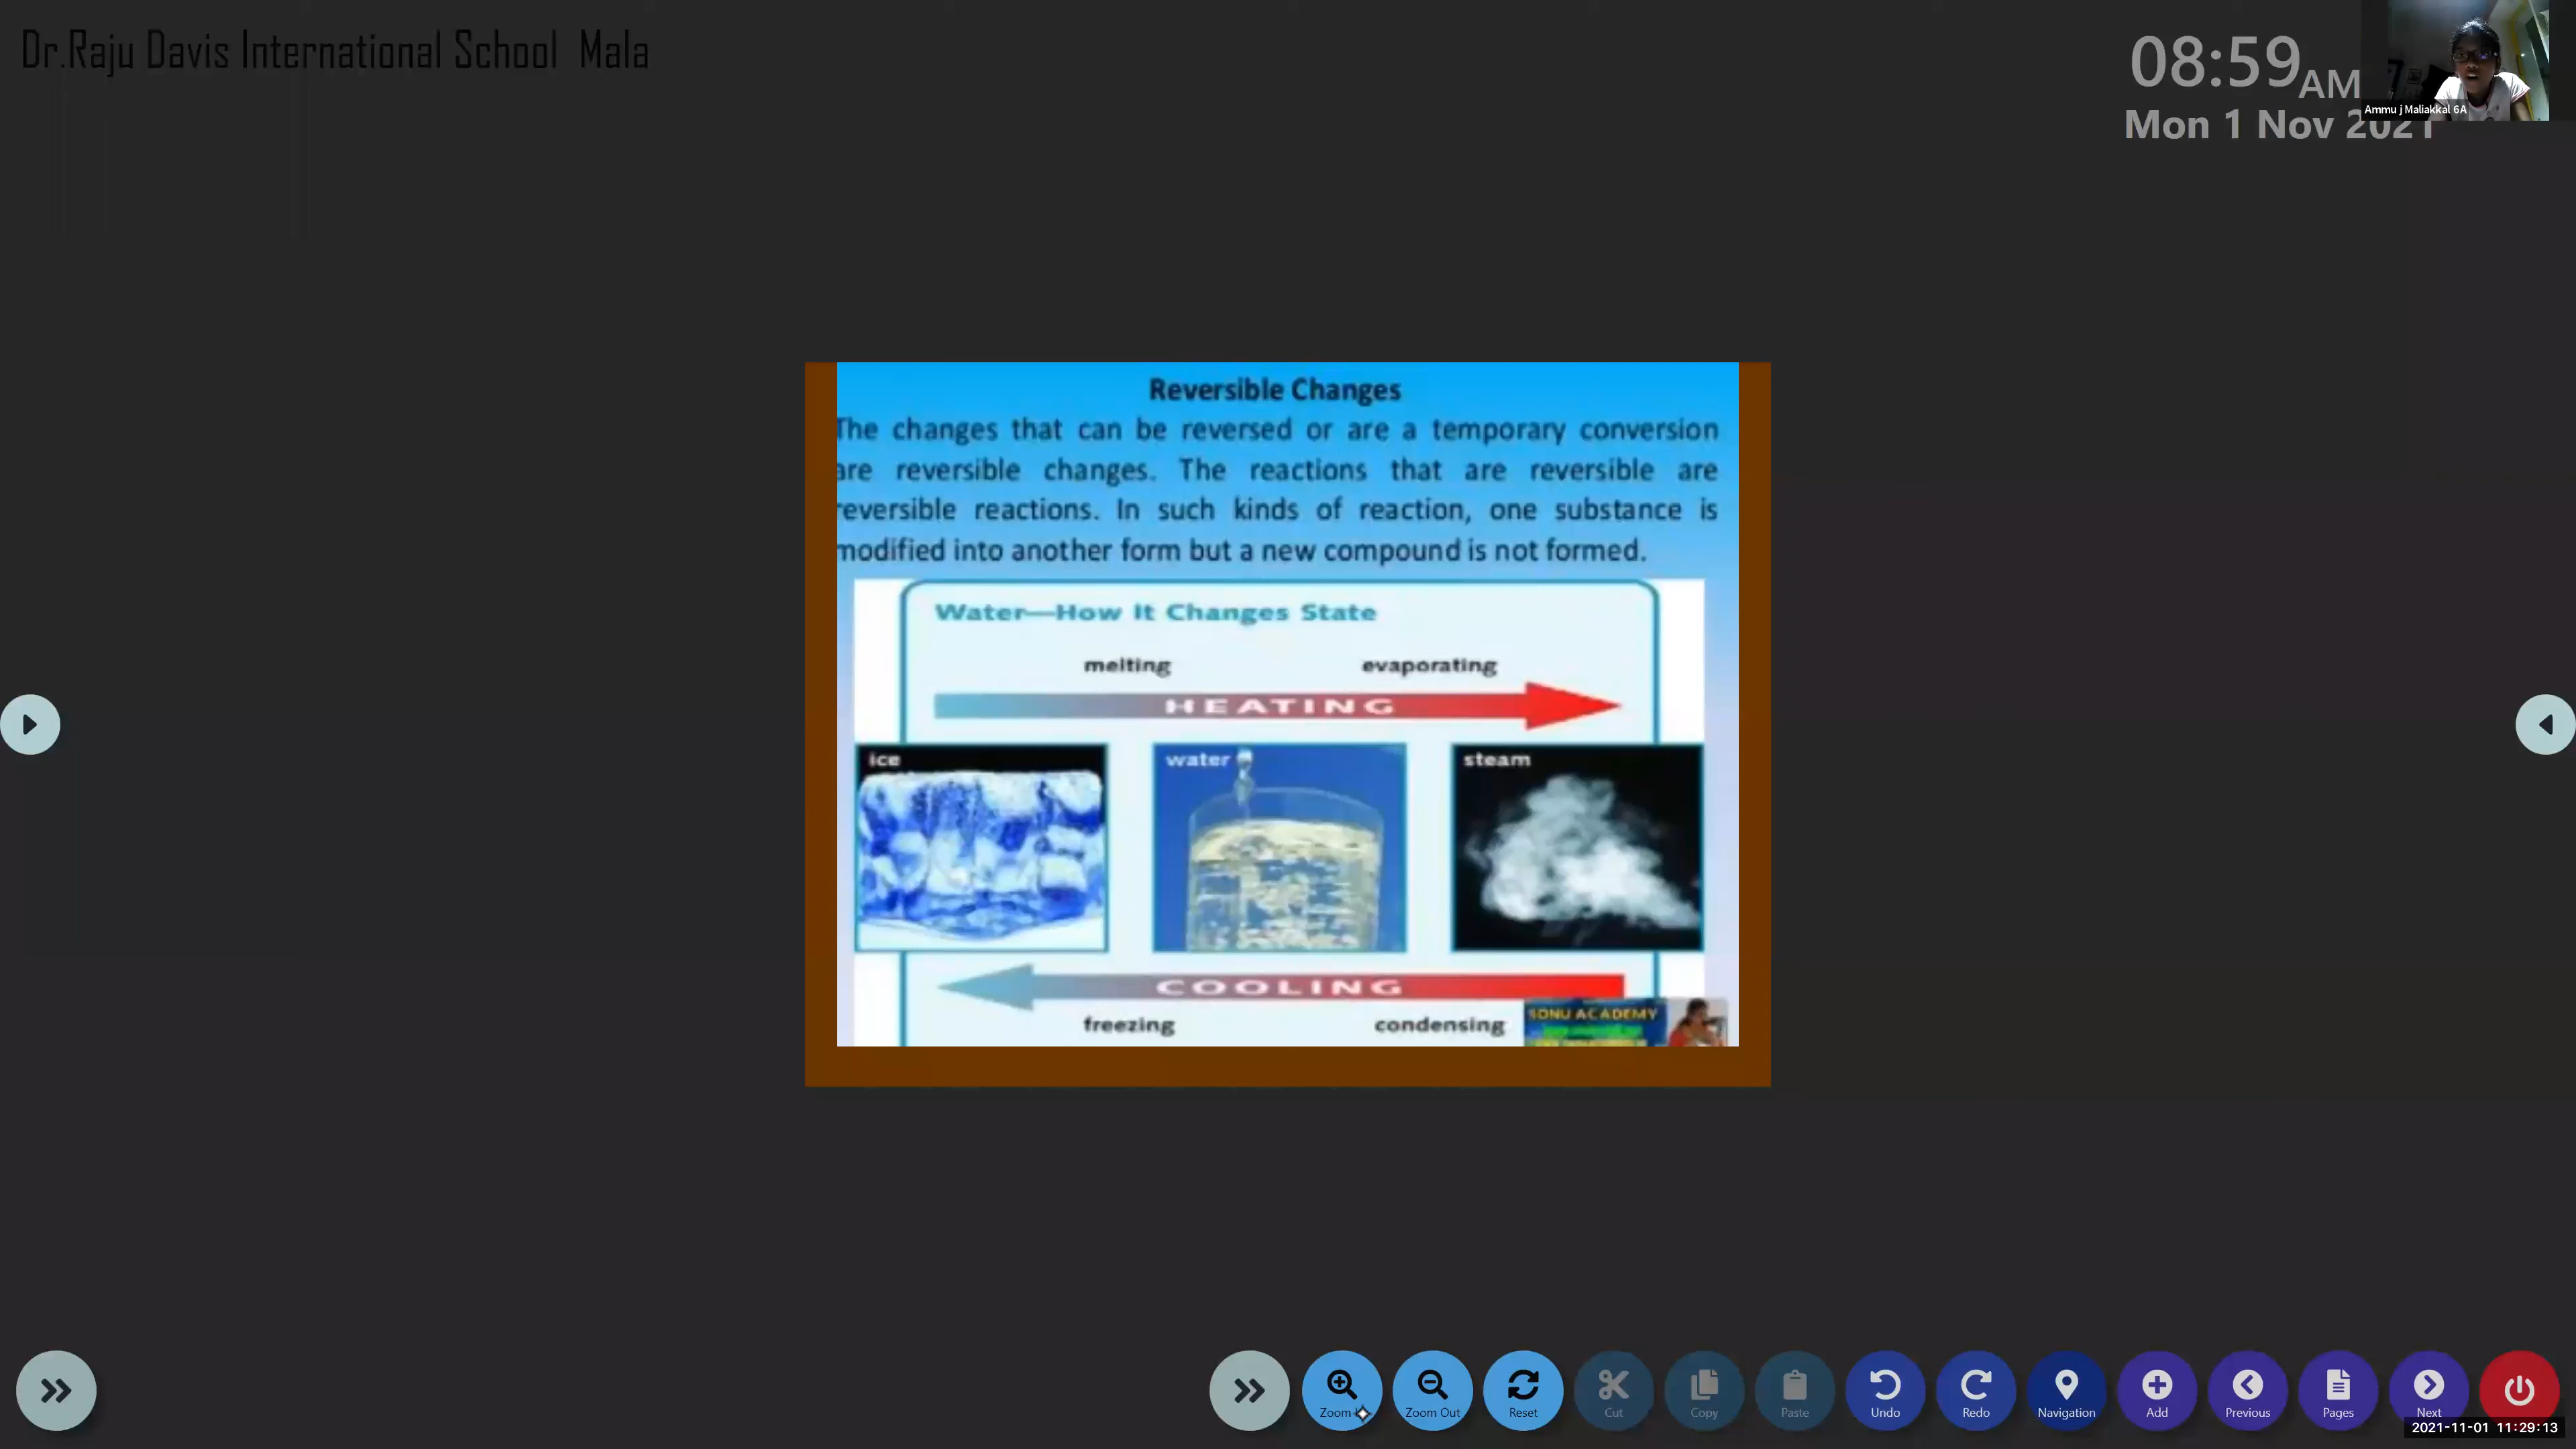 Dr.Raju Davis International School Mala
08:59 AM
Mon 1 Nov 2021
Ammu j Maliakkal 6A
Reversible Changes
The changes that can be reversed or are a temporary conversion
are reversible changes. The reactions that are reversible are
reversible reactions. In such kinds of reaction, one substance is
modified into another form but a new compound is not formed.
Water—How It Changes State
melting evaporating
HEATING
ice water steam
COOLING
freezing condensing
SONU ACADEMY
Zoom Zoom Out Reset Cut Copy Paste Undo Redo Navigation Add Previous Pages Next
2021-11-01 11:29:13